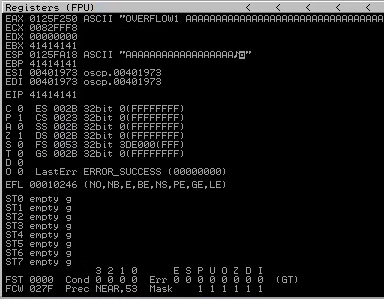 Registers (FPU) < < < < <
EAX 0125F250 ASCII "OVERFLOW1 AAAAAAAAAAAAAAAAAAAAAAAAAAAAAA
ECX 0082FFF8
EDX 00000000
EBX 41414141
ESP 0125FA18 ASCII "AAAAAAAAAAAAAAAAAA
EBP 41414141
ESI 00401973 oscp.00401973
EDI 00401973 oscp.00401973
EIP 41414141
C 0 ES 002B 32bit 0(FFFFFFFF)
P 1 CS 0023 32bit 0(FFFFFFFF)
A 0 SS 002B 32bit 0(FFFFFFFF)
Z 1 DS 002B 32bit 0(FFFFFFFF)
S 0 FS 0053 32bit 3DE000(FFF)
T 0 GS 002B 32bit 0(FFFFFFFF)
D 0
O 0 LastErr ERROR_SUCCESS (00000000)
EFL 00010246 (NO,NB,E,BE,NS,PE,GE,LE)
ST0 empty g
ST1 empty g
ST2 empty g
ST3 empty g
ST4 empty g
ST5 empty g
ST6 empty g
ST7 empty g
3 2 1 0 E S P U O Z D I
FST 0000 Cond 0 0 0 0 Err 0 0 0 0 0 0 0 0 (GT)
FCW 027F Prec NEAR,53 Mask 1 1 1 1 1 1